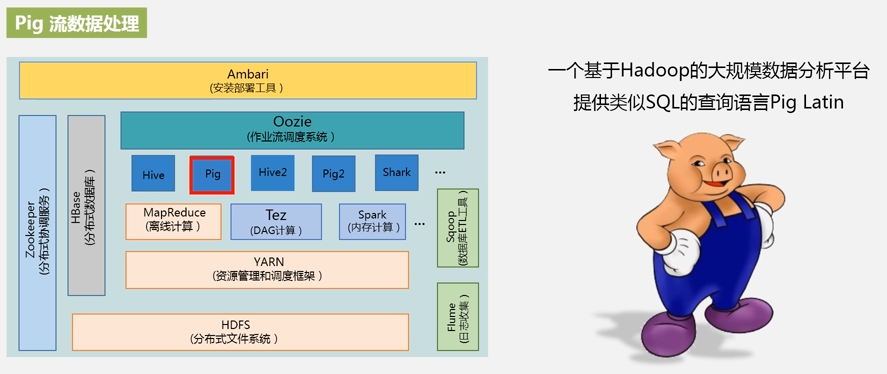 Pig 流数据处理
Ambari
(安装部署工具)
Zookeeper
(分布式协调服务)
HBase
(分布式数据库)
Oozie
(作业流调度系统)
Hive
Pig
Hive2
Pig2
Shark
...
MapReduce
(离线计算)
Tez
(DAG计算)
Spark
(内存计算)
...
Sqoop
(数据库ETL工具)
YARN
(资源管理和调度框架)
Flume
(日志收集)
HDFS
(分布式文件系统)
一个基于Hadoop的大规模数据分析平台
提供类似SQL的查询语言Pig Latin